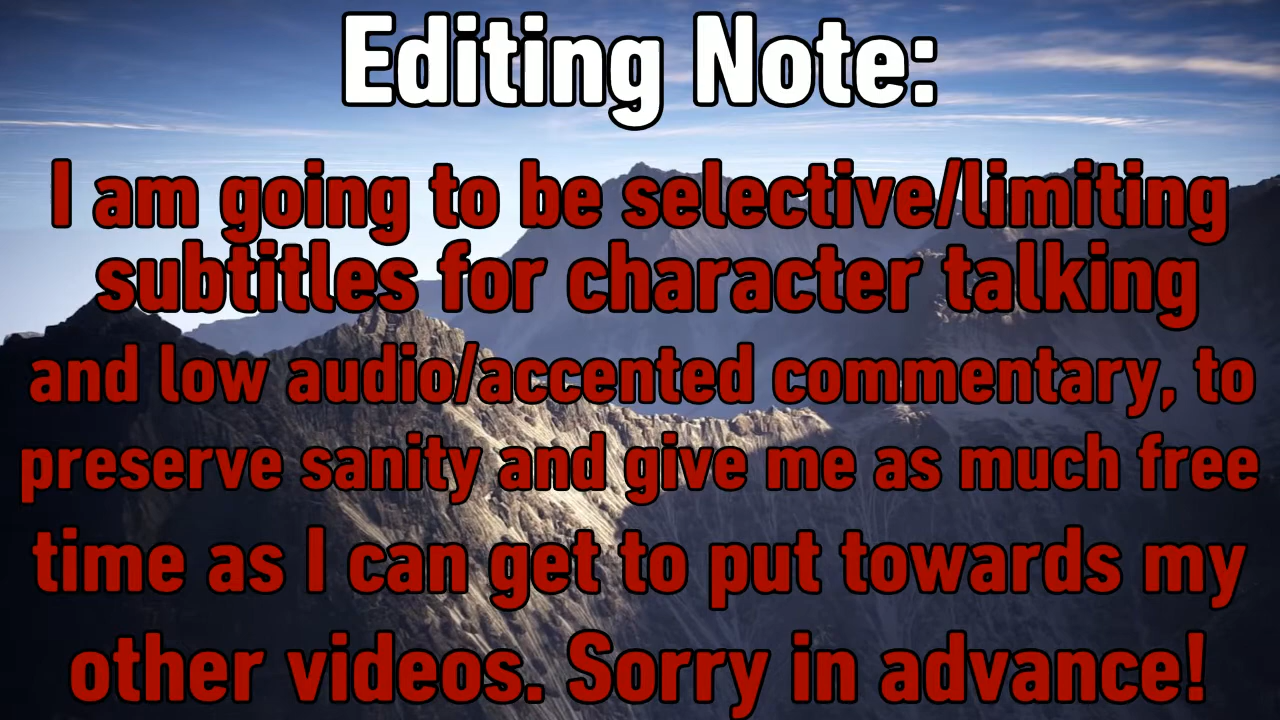 Editing Note:
I am going to be selective/limiting
subtitles for character talking
and low audio/accented commentary, to
preserve sanity and give me as much free
time as I can get to put towards my
other videos. Sorry in advance!